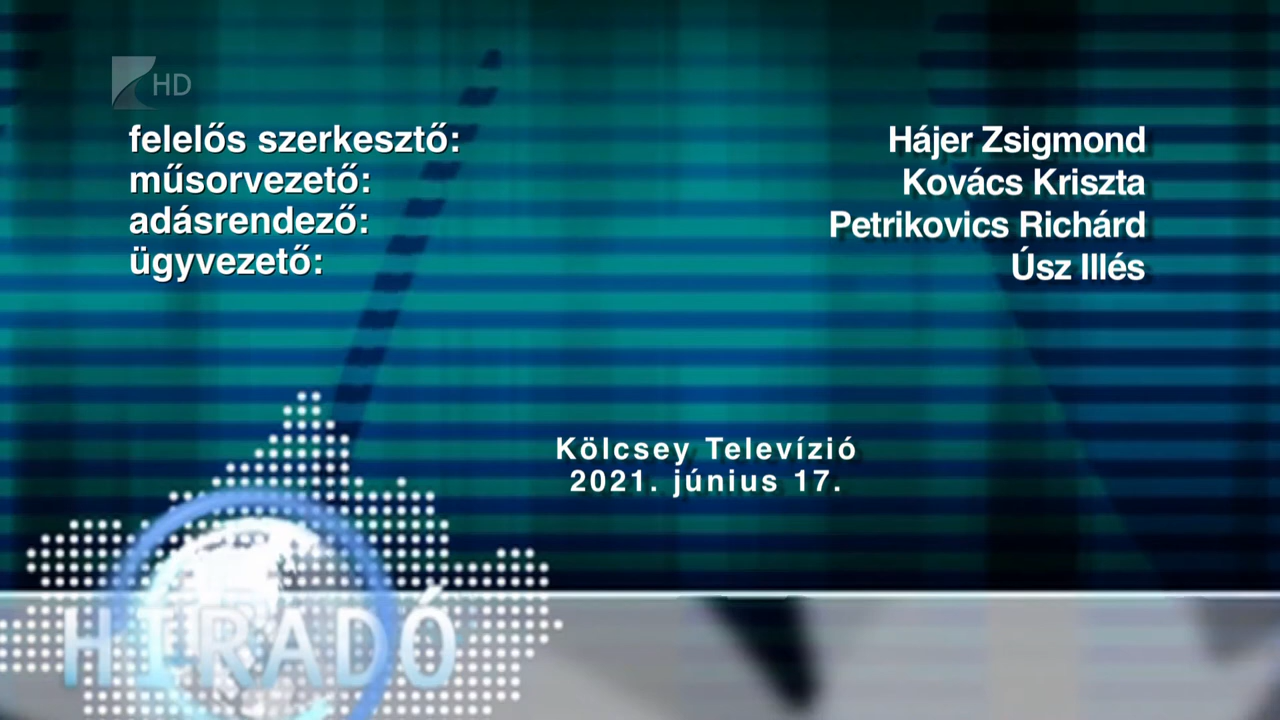 HD
felelős szerkesztő: Hájer Zsigmond
műsorvezető: Kovács Kriszta
adásrendező: Petrikovics Richárd
ügyvezető: Úsz Illés
Kölcsey Televízió
2021. június 17.
HÍRADÓ